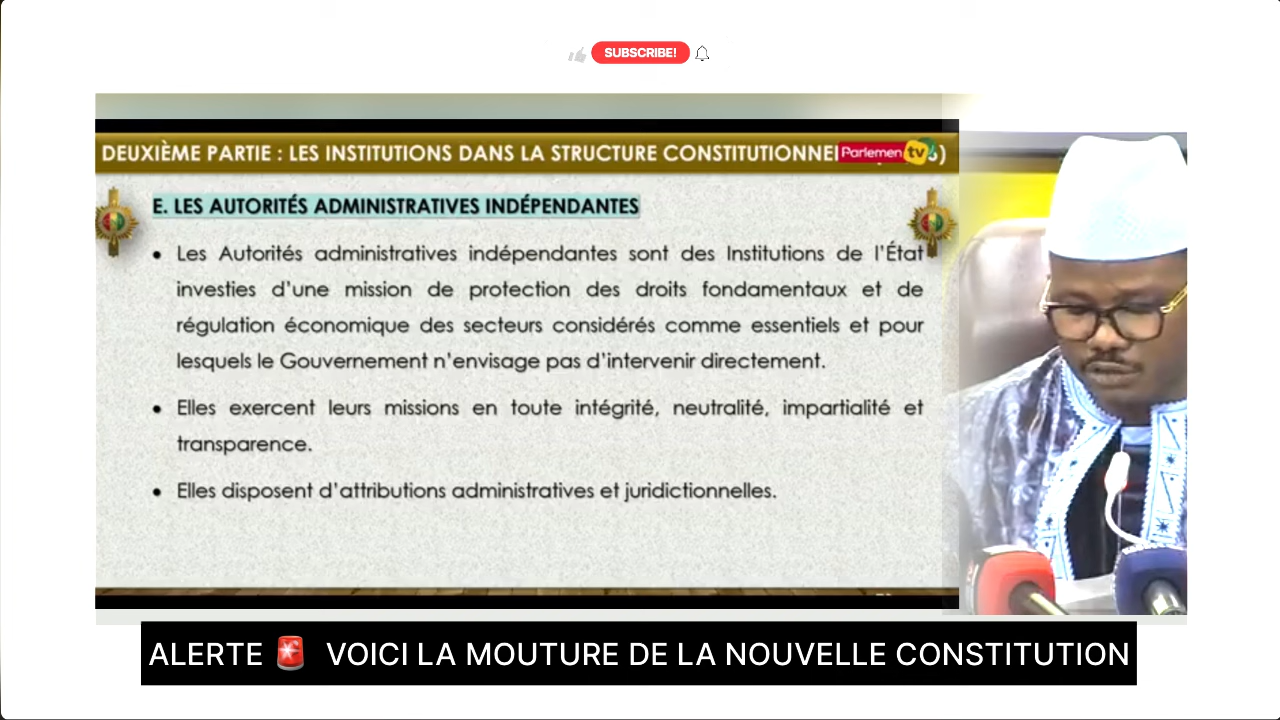 SUBSCRIBE!
DEUXIÈME PARTIE : LES INSTITUTIONS DANS LA STRUCTURE CONSTITUTIONNEL
Parlemen tv
E. LES AUTORITÉS ADMINISTRATIVES INDÉPENDANTES
• Les Autorités administratives indépendantes sont des Institutions de l’État
investies d’une mission de protection des droits fondamentaux et de
régulation économique des secteurs considérés comme essentiels et pour
lesquels le Gouvernement n’envisage pas d’intervenir directement.
• Elles exercent leurs missions en toute intégrité, neutralité, impartialité et
transparence.
• Elles disposent d’attributions administratives et juridictionnelles.
ALERTE 🚨 VOICI LA MOUTURE DE LA NOUVELLE CONSTITUTION